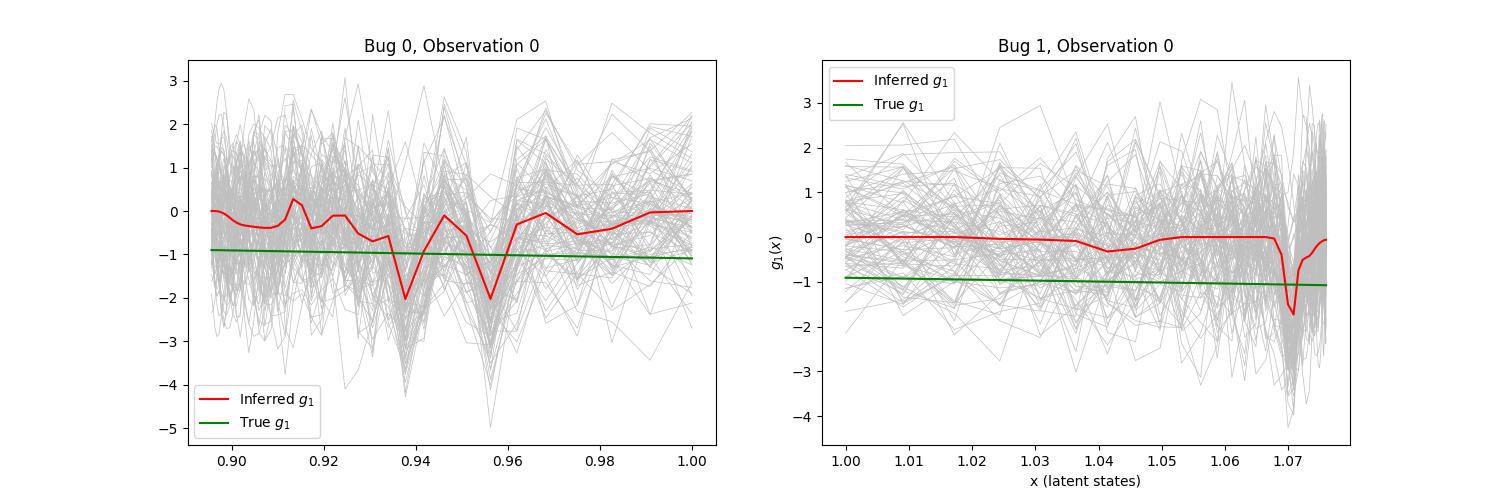 Bug 0, Observation 0
3
2
1
0
−1
−2
−3
−4
−5
Inferred g₁
True g₁
0.90 0.92 0.94 0.96 0.98 1.00
Bug 1, Observation 0
Inferred g₁
True g₁
3
2
1
0
−1
−2
−3
−4
g₁(x)
1.00 1.01 1.02 1.03 1.04 1.05 1.06 1.07
x (latent states)